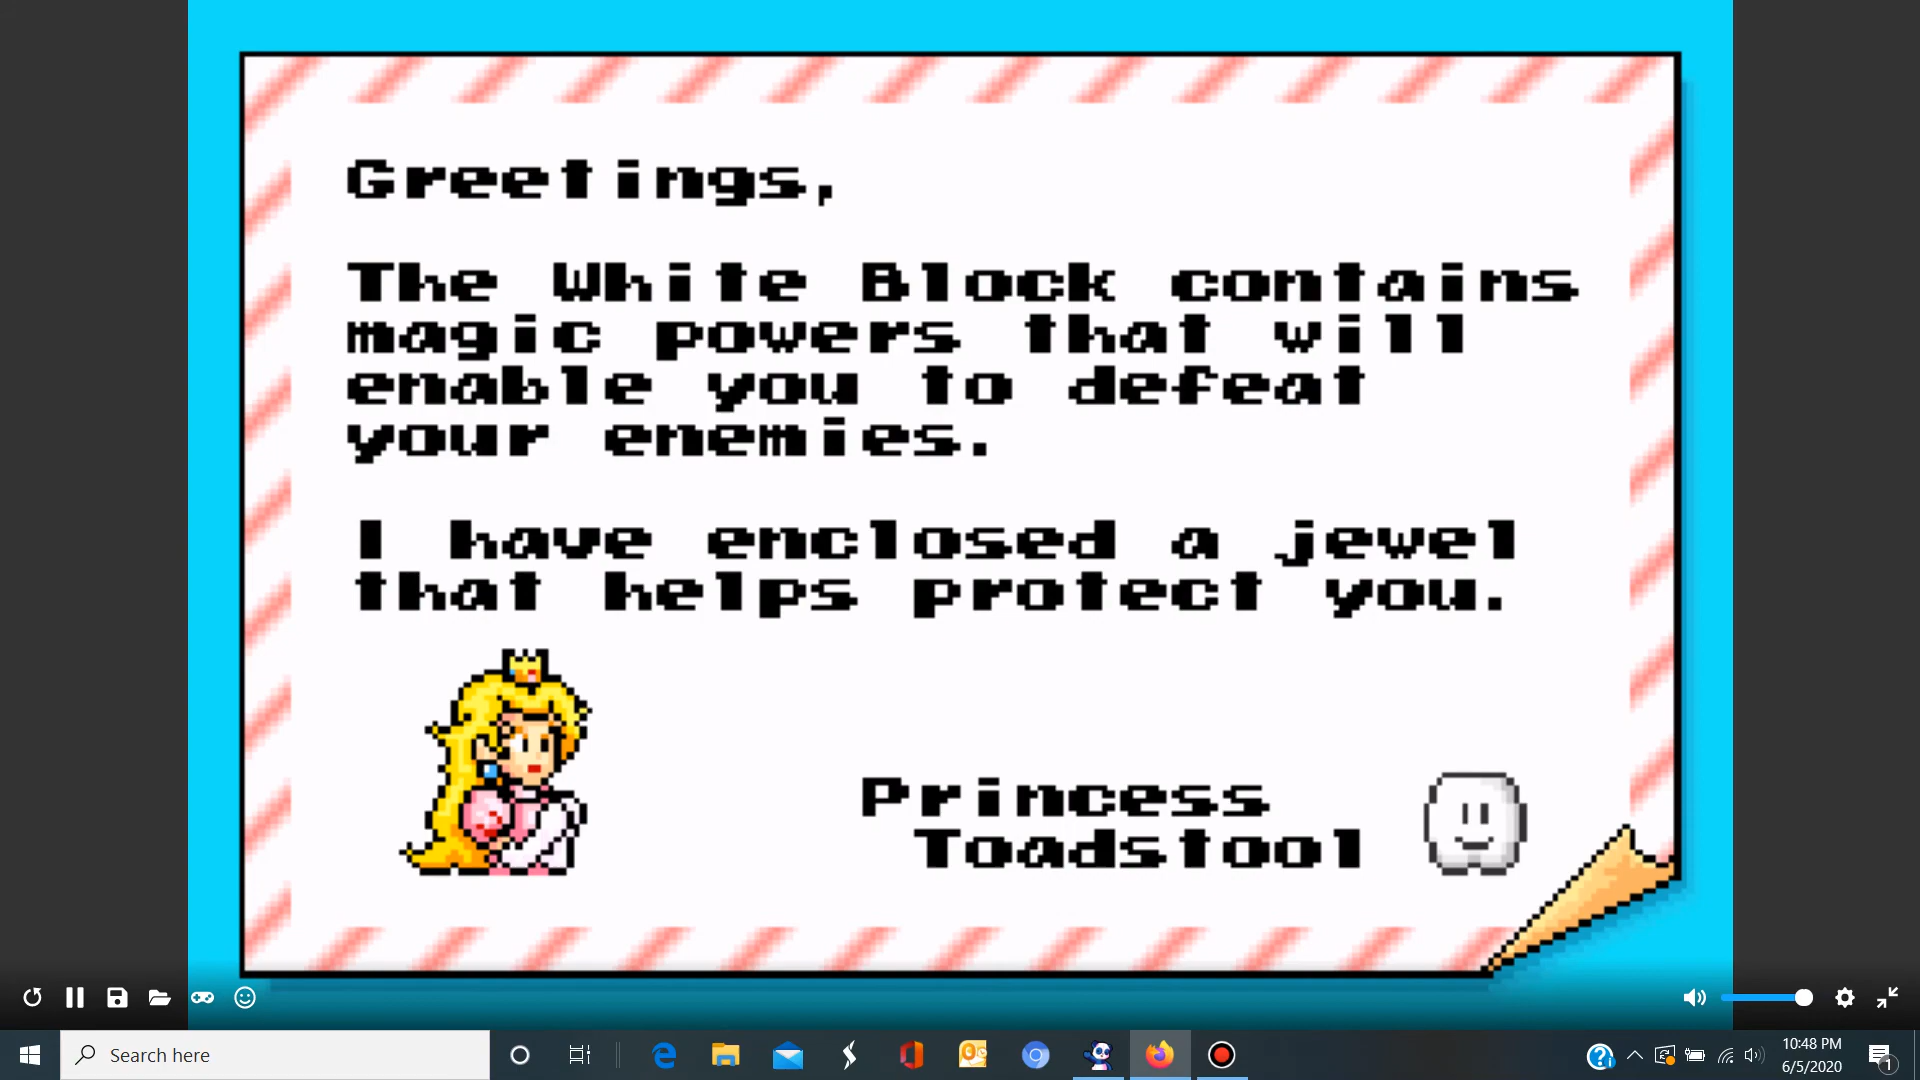 Greetings,
The White Block contains
magic powers that will
enable you to defeat
your enemies.
I have enclosed a jewel
that helps protect you.
Princess
Toadstool
Search here
10:48 PM
6/5/2020
1